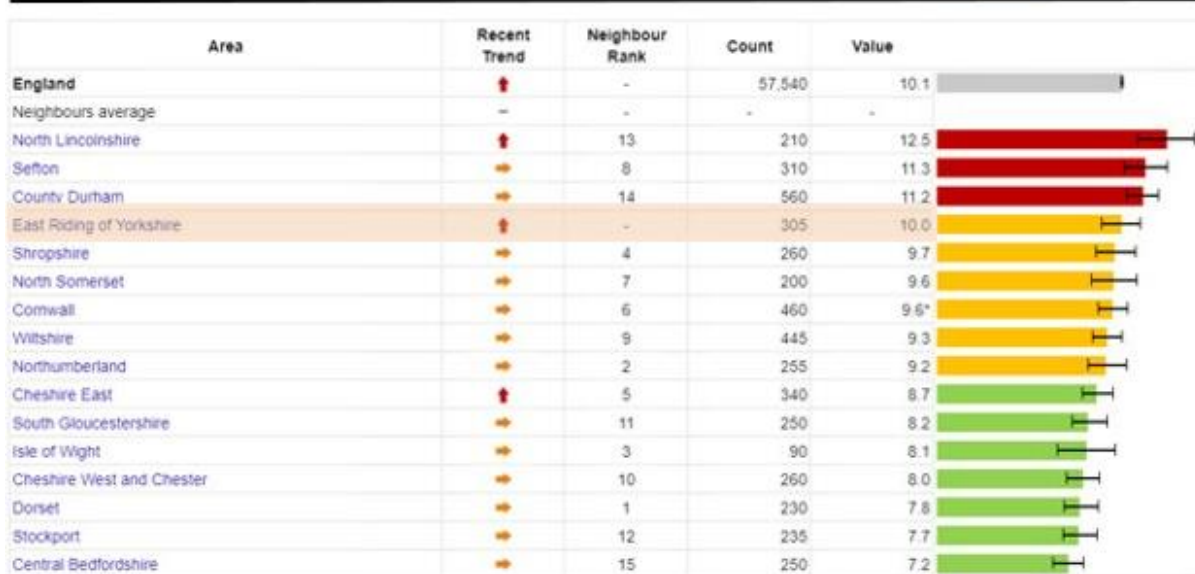 Area Recent Trend Neighbour Rank Count Value
England - 57,540 10.1
Neighbours average - - - -
North Lincolnshire 13 210 12.5
Sefton 8 310 11.3
County Durham 14 560 11.2
East Riding of Yorkshire - 305 10.0
Shropshire 4 260 9.7
North Somerset 7 200 9.6
Cornwall 6 460 9.6*
Wiltshire 9 445 9.3
Northumberland 2 255 9.2
Cheshire East 5 340 8.7
South Gloucestershire 11 250 8.2
Isle of Wight 3 90 8.1
Cheshire West and Chester 10 260 8.0
Dorset 1 230 7.8
Stockport 12 235 7.7
Central Bedfordshire 15 250 7.2